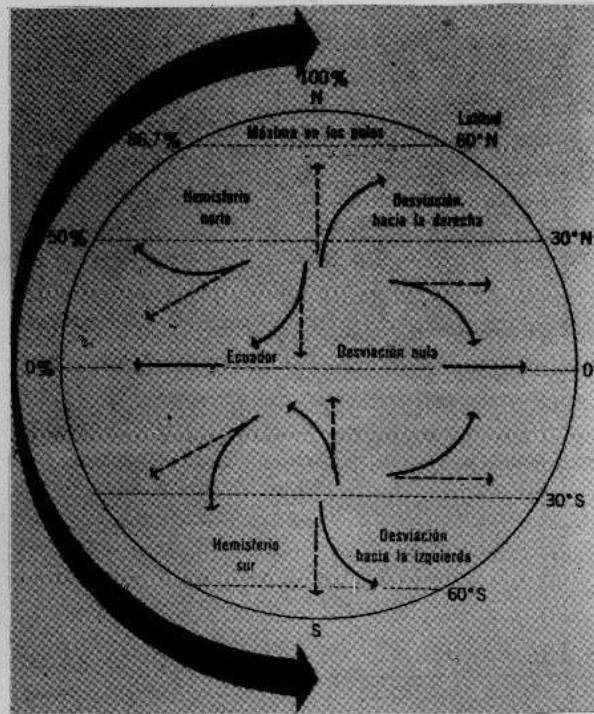 100%
N
86,7%
Máxima en los polos
Latitud
60°N
Hemisferio
norte
Desviación
hacia la derecha
50%
30°N
0%
Ecuador
Desviación nula
0
30°S
Hemisferio
sur
Desviación
hacia la izquierda
60°S
S